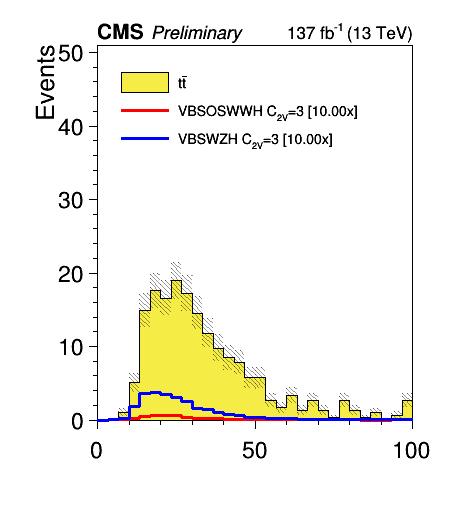 CMS Preliminary 137 fb⁻¹ (13 TeV)
Events
50
tt̄
VBSOSWWH C₂ᵥ=3 [10.00x]
VBSWZH C₂ᵥ=3 [10.00x]
40
30
20
10
0
0 50 100